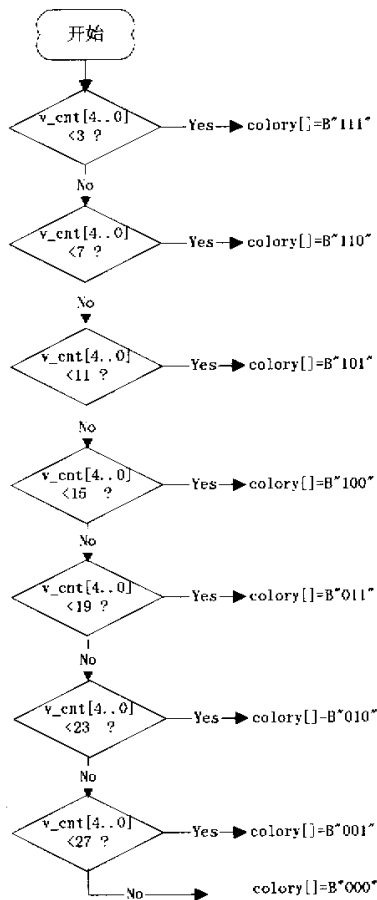 开始
v_cnt[4..0]
<3 ?
Yes
colory[]=B"111"
No
v_cnt[4..0]
<7 ?
Yes
colory[]=B"110"
No
v_cnt[4..0]
<11 ?
Yes
colory[]=B"101"
No
v_cnt[4..0]
<15 ?
Yes
colory[]=B"100"
No
v_cnt[4..0]
<19 ?
Yes
colory[]=B"011"
No
v_cnt[4..0]
<23 ?
Yes
colory[]=B"010"
No
v_cnt[4..0]
<27 ?
Yes
colory[]=B"001"
No
colory[]=B"000"